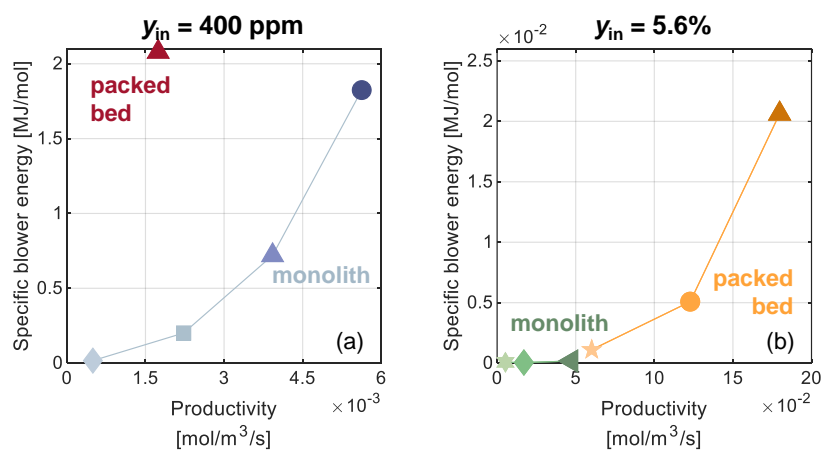 y_in = 400 ppm
2
1.5
1
0.5
0
Specific blower energy [MJ/mol]
packed
bed
monolith
(a)
0 1.5 3 4.5 6
Productivity × 10^-3
[mol/m^3/s]
y_in = 5.6%
× 10^-2
2.5
2
1.5
1
0.5
0
Specific blower energy [MJ/mol]
packed
bed
monolith
(b)
0 5 10 15 20
Productivity × 10^-2
[mol/m^3/s]